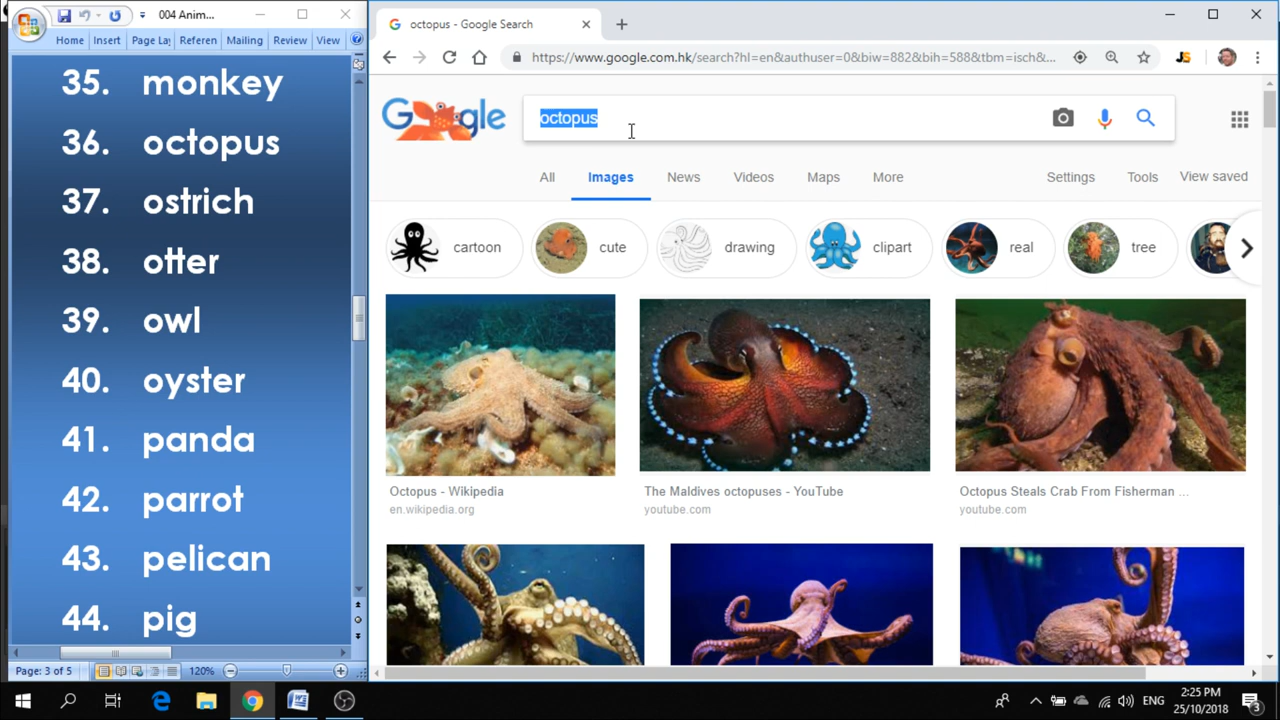 004 Anim...
Home Insert Page Lay Referen Mailing Review View
35. monkey
36. octopus
37. ostrich
38. otter
39. owl
40. oyster
41. panda
42. parrot
43. pelican
44. pig
Page: 3 of 5 120%
octopus - Google Search
https://www.google.com.hk/search?hl=en&authuser=0&biw=882&bih=588&tbm=isch&...
JS
Google
octopus
All Images News Videos Maps More Settings Tools View saved
cartoon cute drawing clipart real tree
Octopus - Wikipedia
en.wikipedia.org
The Maldives octopuses - YouTube
youtube.com
Octopus Steals Crab From Fisherman ...
youtube.com
ENG
2:25 PM
25/10/2018
3